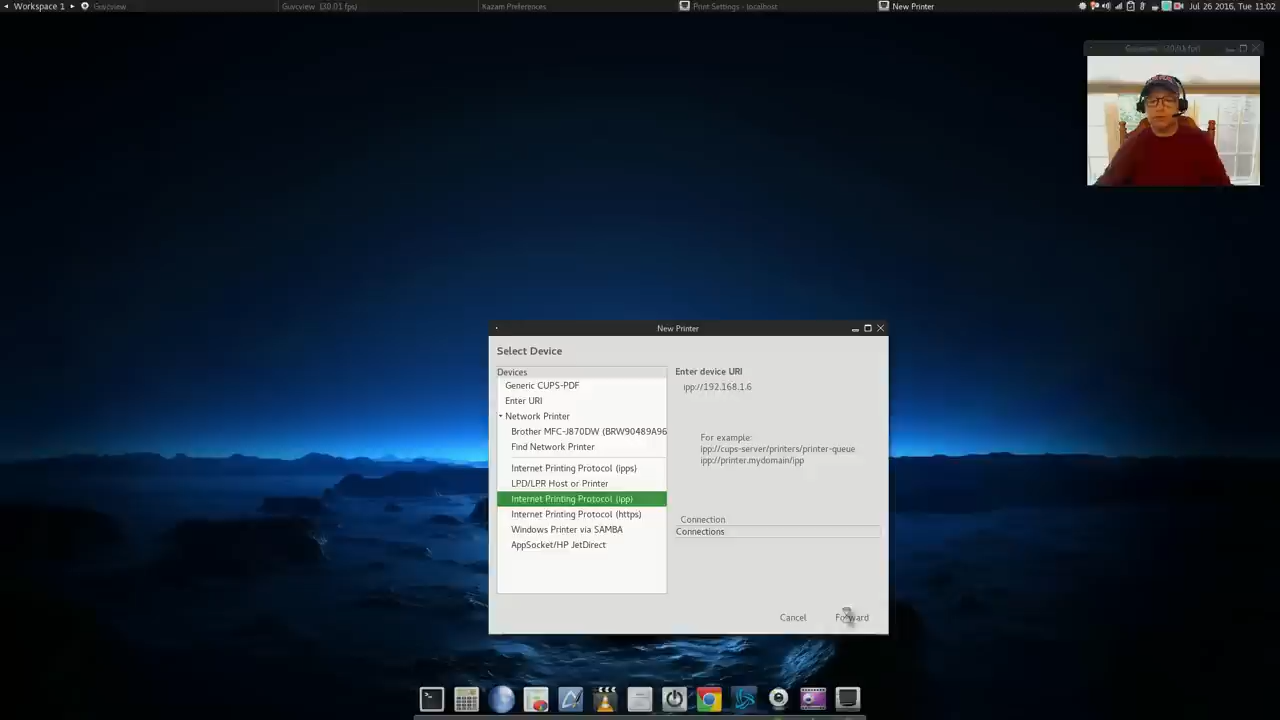 Workspace 1
Guvcview
Guvcview (30.01 fps)
Kazam Preferences
Print Settings - localhost
New Printer
Jul 26 2016, Tue 11:02
New Printer
Select Device
Devices
Generic CUPS-PDF
Enter URI
Network Printer
Brother MFC-J870DW (BRW90489A96
Find Network Printer
Internet Printing Protocol (ipps)
LPD/LPR Host or Printer
Internet Printing Protocol (ipp)
Internet Printing Protocol (https)
Windows Printer via SAMBA
AppSocket/HP JetDirect
Enter device URI
ipp://192.168.1.6
For example:
ipp://cups-server/printers/printer-queue
ipp://printer.mydomain/ipp
Connection
Connections
Cancel
Forward